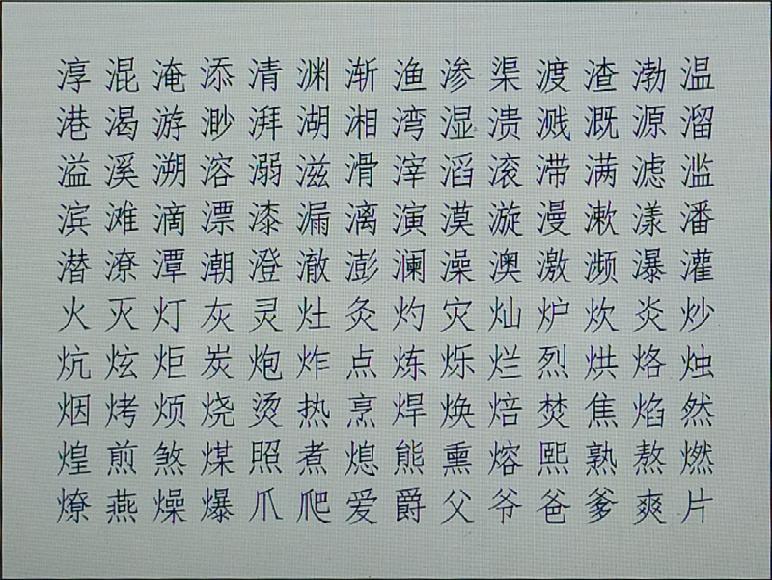 淳混淹添清渊渐渔渗渠渡渣渤温
港渴游渺湃湖湘湾湿溃溅溉源溜
溢溪溯溶溺滋滑滓滔滚滞满滤滥
滨滩滴漂漆漏漓演漠漩漫漱漾潘
潜潦潭潮澄澈澎澜澡澳激濒瀑灌
火灭灯灰灵灶灸灼灾灿炉炊炎炒
炕炫炬炭炮炸点炼烁烂烈烘烙烛
烟烤烦烧烫热烹焊焕焙焚焦焰然
煌煎煞煤照煮熄熊熏熔熙熟熬燃
燎燕燥爆爪爬爱爵父爷爸爹爽片